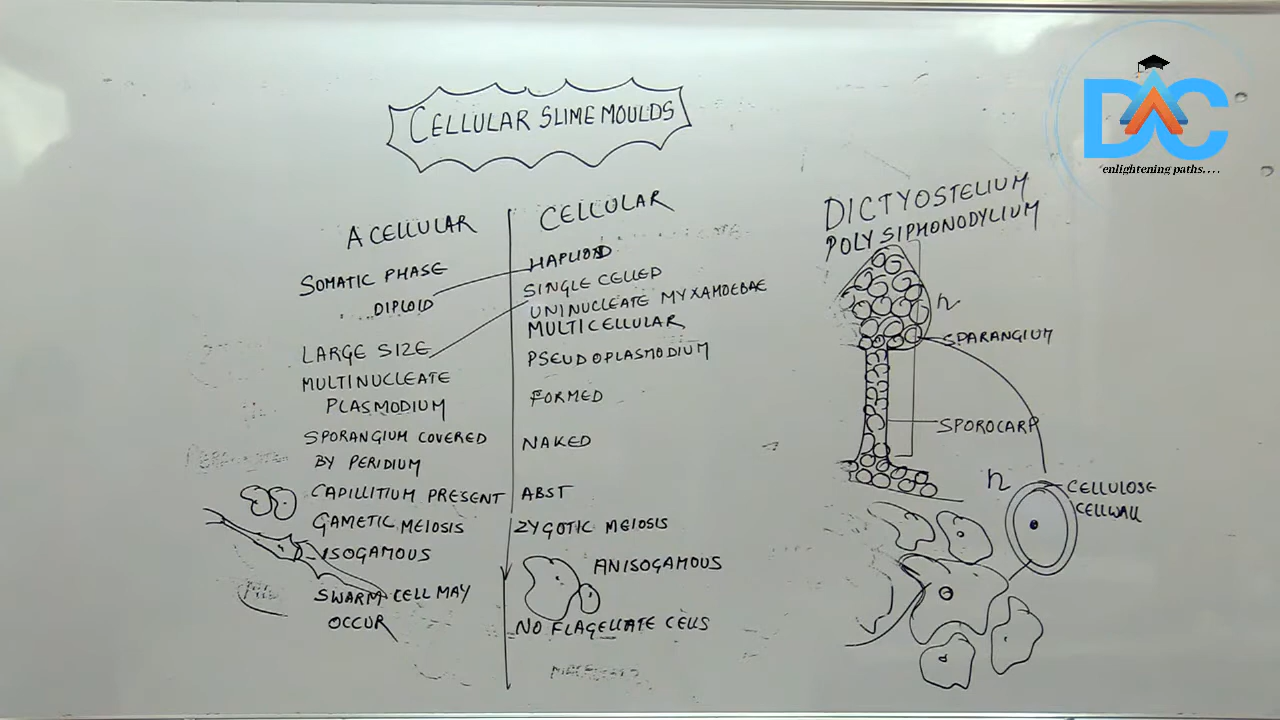 DAC
enlightening paths....
CELLULAR SLIME MOULDS
A CELLULAR
SOMATIC PHASE
DIPLOID
LARGE SIZE
MULTINUCLEATE
PLASMODIUM
SPORANGIUM COVERED
BY PERIDIUM
CAPILLITIUM PRESENT
GAMETIC MEIOSIS
ISOGAMOUS
SWARM CELL MAY
OCCUR
CELLULAR
HAPLIOD
SINGLE CELLED
UNINUCLEATE MYXAMOEBAE
MULTICELLULAR
PSEUDOPLASMODIUM
FORMED
NAKED
ABST
ZYGOTIC MEIOSIS
ANISOGAMOUS
NO FLAGELLATE CELLS
DICTYOSTELIUM
POLYSIPHONODYLIUM
n
SPARANGIUM
SPOROCARP
n
CELLULOSE
CELLWALL